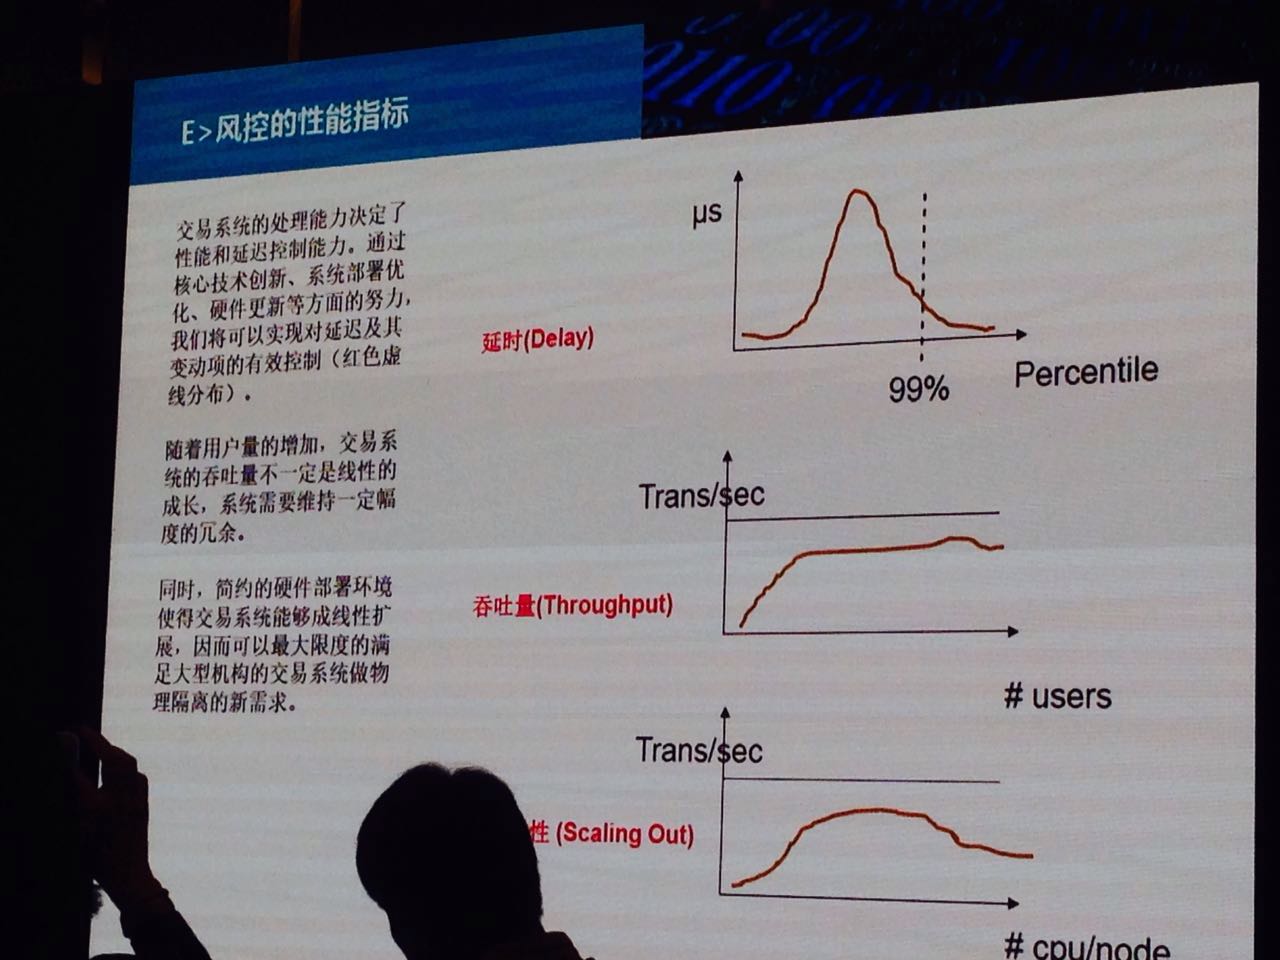 E>风控的性能指标
交易系统的处理能力决定了
性能和延迟控制能力。通过
核心技术创新、系统部署优
化、硬件更新等方面的努力,
我们将可以实现对延迟及其
变动项的有效控制（红色虚
线分布）。
随着用户量的增加，交易系
统的吞吐量不一定是线性的
成长，系统需要维持一定幅
度的冗余。
同时，简约的硬件部署环境
使得交易系统能够成线性扩
展，因而可以最大限度的满
足大型机构的交易系统做物
理隔离的新需求。
µs
延时(Delay)
99%
Percentile
Trans/sec
吞吐量(Throughput)
# users
Trans/sec
性 (Scaling Out)
# cpu/node